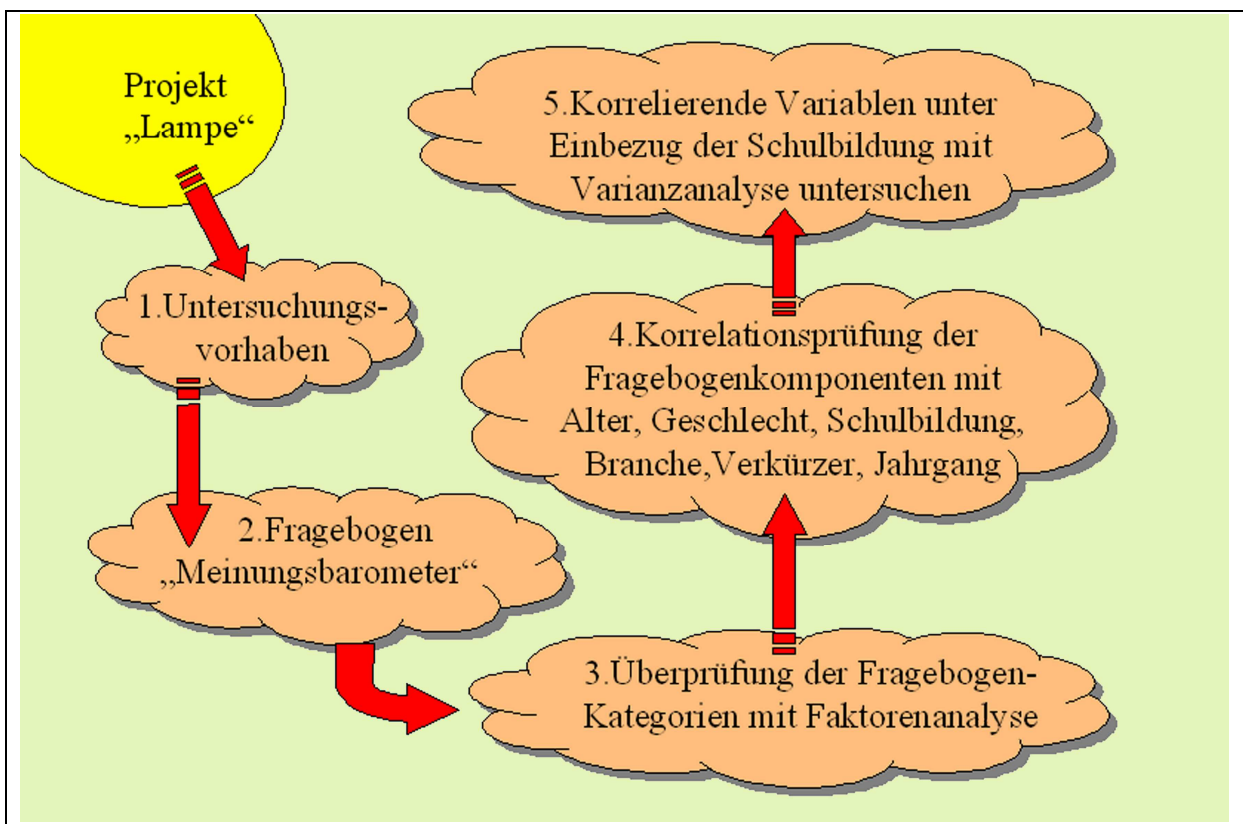 Projekt
„Lampe“
1.Untersuchungs-
vorhaben
2.Fragebogen
„Meinungsbarometer“
3.Überprüfung der Fragebogen-
Kategorien mit Faktorenanalyse
4.Korrelationsprüfung der
Fragebogenkomponenten mit
Alter, Geschlecht, Schulbildung,
Branche,Verkürzer, Jahrgang
5.Korrelierende Variablen unter
Einbezug der Schulbildung mit
Varianzanalyse untersuchen